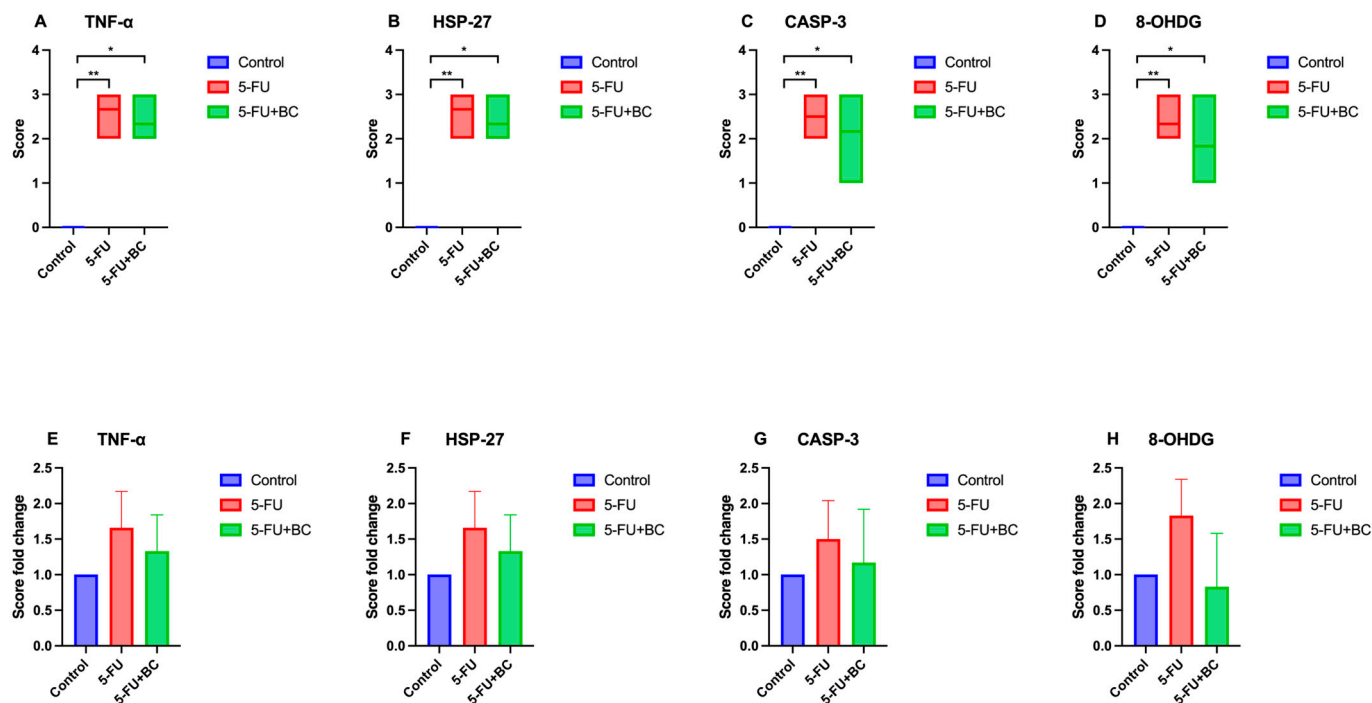 A TNF-α
4
3
2
1
0
Score
**
*
Control
5-FU
5-FU+BC
Control
5-FU
5-FU+BC
B HSP-27
4
3
2
1
0
Score
**
*
Control
5-FU
5-FU+BC
Control
5-FU
5-FU+BC
C CASP-3
4
3
2
1
0
Score
**
*
Control
5-FU
5-FU+BC
Control
5-FU
5-FU+BC
D 8-OHDG
4
3
2
1
0
Score
**
*
Control
5-FU
5-FU+BC
Control
5-FU
5-FU+BC
E TNF-α
2.5
2.0
1.5
1.0
0.5
0.0
Score fold change
Control
5-FU
5-FU+BC
Control
5-FU
5-FU+BC
F HSP-27
2.5
2.0
1.5
1.0
0.5
0.0
Score fold change
Control
5-FU
5-FU+BC
Control
5-FU
5-FU+BC
G CASP-3
2.5
2.0
1.5
1.0
0.5
0.0
Score fold change
Control
5-FU
5-FU+BC
Control
5-FU
5-FU+BC
H 8-OHDG
2.5
2.0
1.5
1.0
0.5
0.0
Score fold change
Control
5-FU
5-FU+BC
Control
5-FU
5-FU+BC